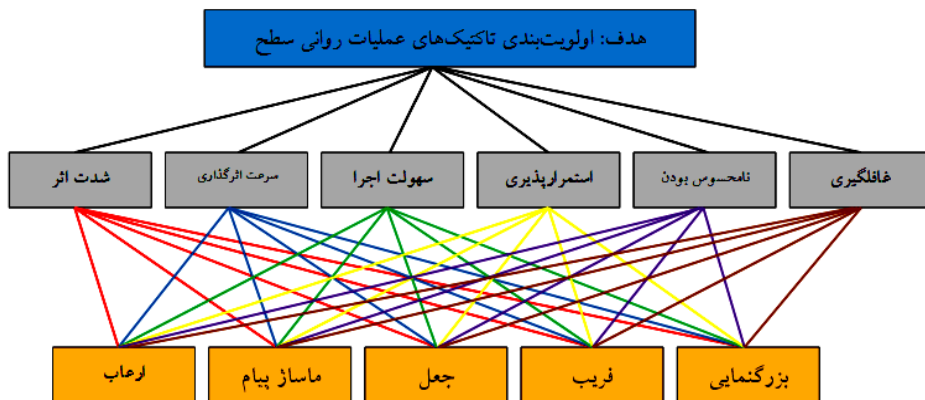 هدف: اولویت‌بندی تاکتیک‌های عملیات روانی سطح
غافلگیری
نامحسوس بودن
استمرارپذیری
سهولت اجرا
سرعت اثرگذاری
شدت اثر
بزرگنمایی
فریب
جعل
ماساژ پیام
ارعاب